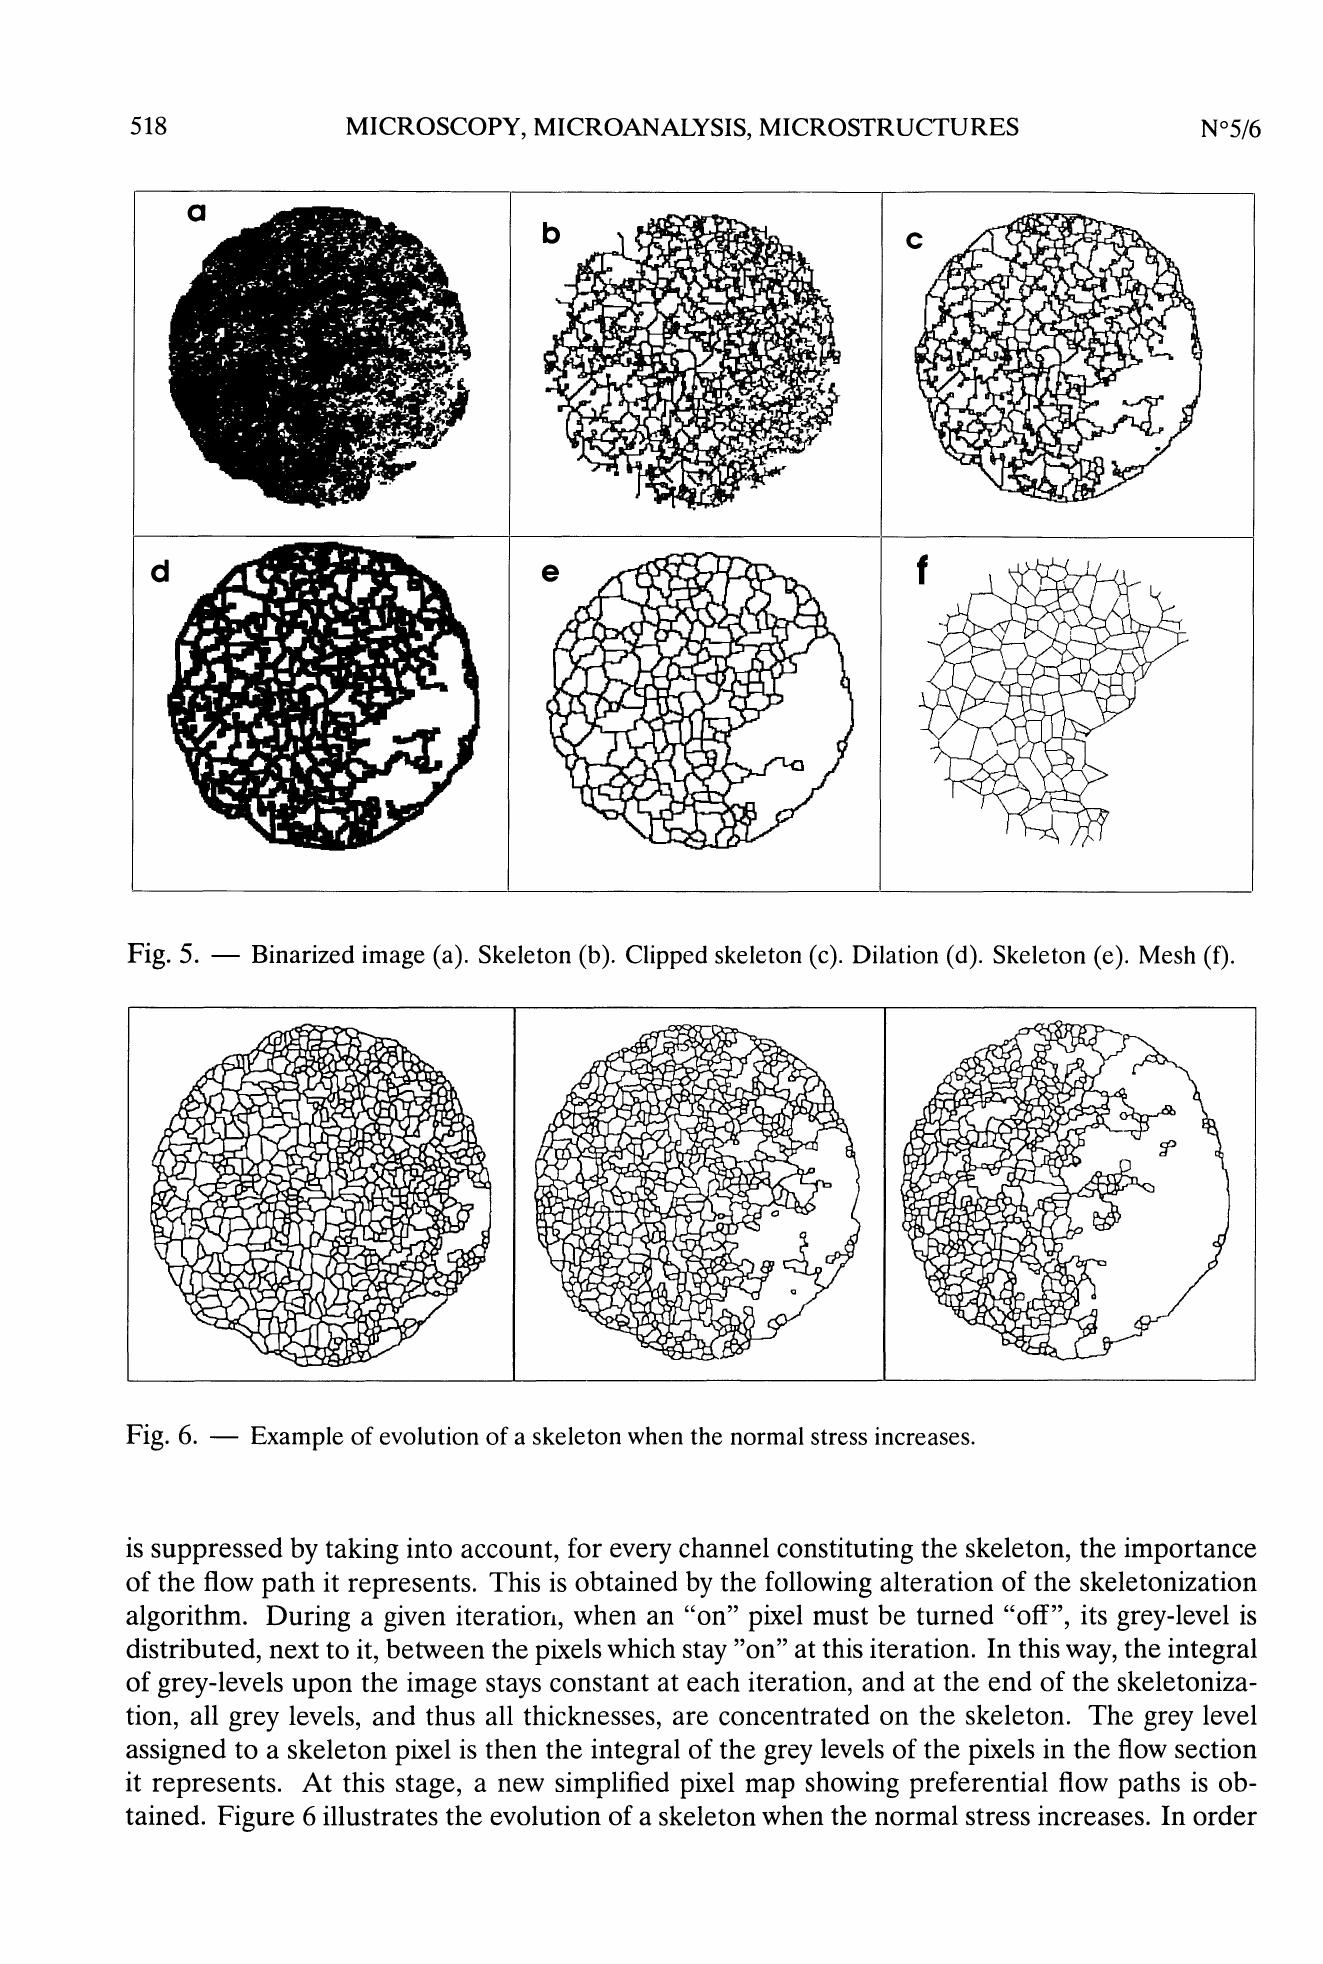 518
MICROSCOPY, MICROANALYSIS, MICROSTRUCTURES
N°5/6
a
b
c
d
e
f
Fig. 5. — Binarized image (a). Skeleton (b). Clipped skeleton (c). Dilation (d). Skeleton (e). Mesh (f).
Fig. 6. — Example of evolution of a skeleton when the normal stress increases.
is suppressed by taking into account, for every channel constituting the skeleton, the importance
of the flow path it represents. This is obtained by the following alteration of the skeletonization
algorithm. During a given iteration, when an “on” pixel must be turned “off”, its grey-level is
distributed, next to it, between the pixels which stay ”on” at this iteration. In this way, the integral
of grey-levels upon the image stays constant at each iteration, and at the end of the skeletoniza-
tion, all grey levels, and thus all thicknesses, are concentrated on the skeleton. The grey level
assigned to a skeleton pixel is then the integral of the grey levels of the pixels in the flow section
it represents. At this stage, a new simplified pixel map showing preferential flow paths is ob-
tained. Figure 6 illustrates the evolution of a skeleton when the normal stress increases. In order